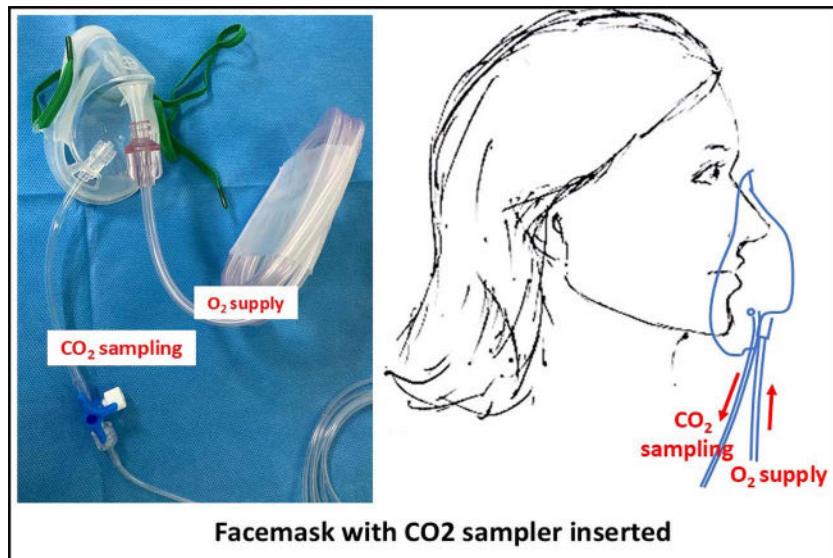 O₂ supply
CO₂ sampling
CO₂
sampling
O₂ supply
Facemask with CO2 sampler inserted